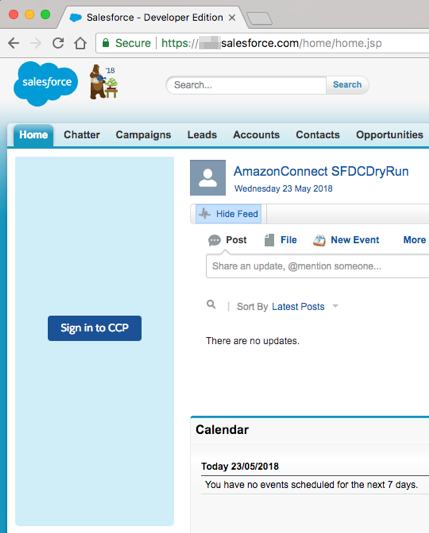 Salesforce - Developer Edition
Secure https:// salesforce.com/home/home.jsp
salesforce '18 Search... Search
Home Chatter Campaigns Leads Accounts Contacts Opportunities
AmazonConnect SFDCDryRun
Wednesday 23 May 2018
Hide Feed
Post File New Event More
Share an update, @mention someone...
Sort By Latest Posts
Sign in to CCP
There are no updates.
Calendar
Today 23/05/2018
You have no events scheduled for the next 7 days.